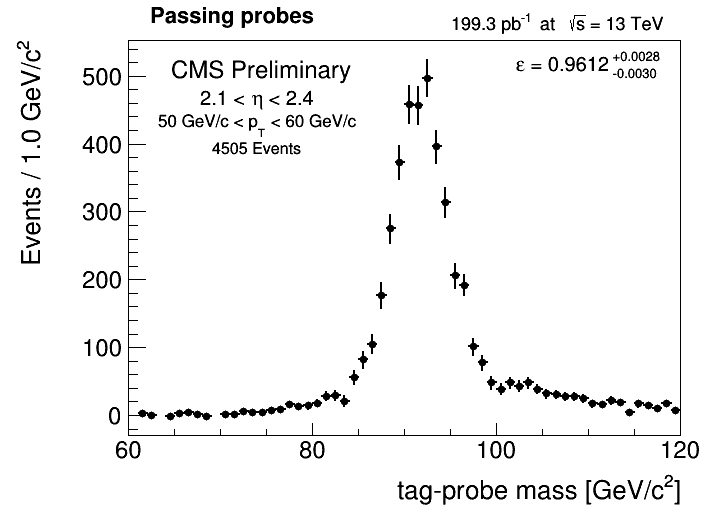 Passing probes
199.3 pb⁻¹ at √s = 13 TeV
CMS Preliminary
ε = 0.9612 +0.0028 -0.0030
2.1 < η < 2.4
50 GeV/c < p_T < 60 GeV/c
4505 Events
Events / 1.0 GeV/c²
500
400
300
200
100
0
60 80 100 120
tag-probe mass [GeV/c²]